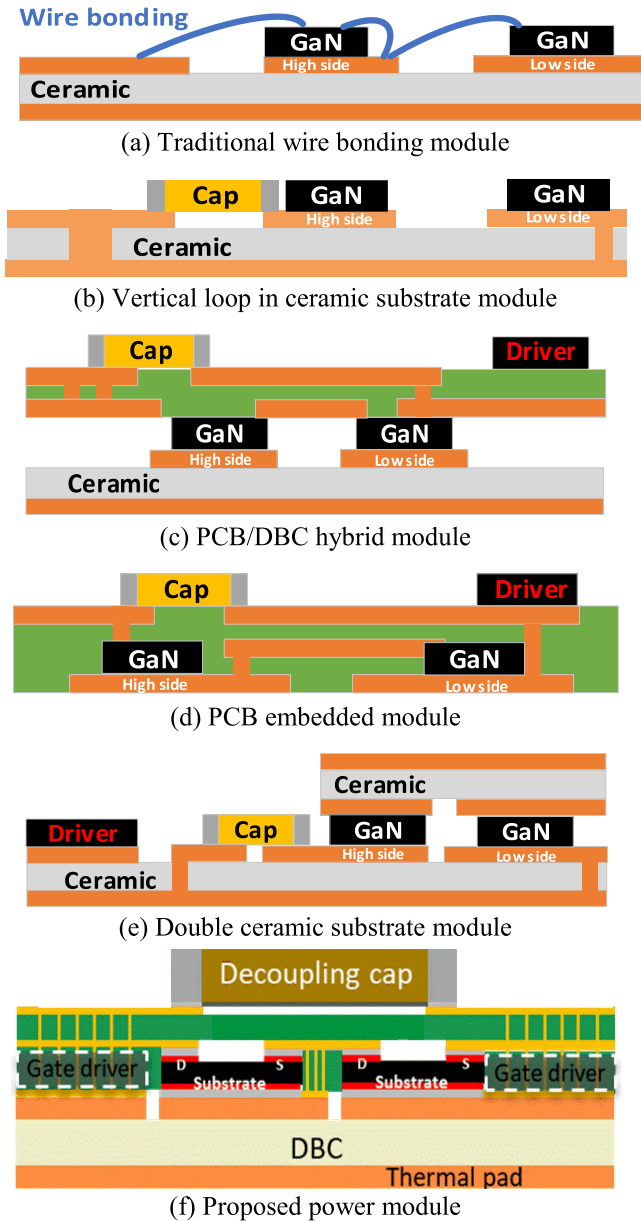 Wire bonding
GaN
GaN
High side
Low side
Ceramic
(a) Traditional wire bonding module
Cap
GaN
GaN
High side
Low side
Ceramic
(b) Vertical loop in ceramic substrate module
Cap
Driver
GaN
GaN
High side
Low side
Ceramic
(c) PCB/DBC hybrid module
Cap
Driver
GaN
GaN
High side
Low side
(d) PCB embedded module
Ceramic
Driver
Cap
GaN
GaN
High side
Low side
Ceramic
(e) Double ceramic substrate module
Decoupling cap
Gate driver
D
S
Substrate
D
S
Substrate
Gate driver
DBC
Thermal pad
(f) Proposed power module